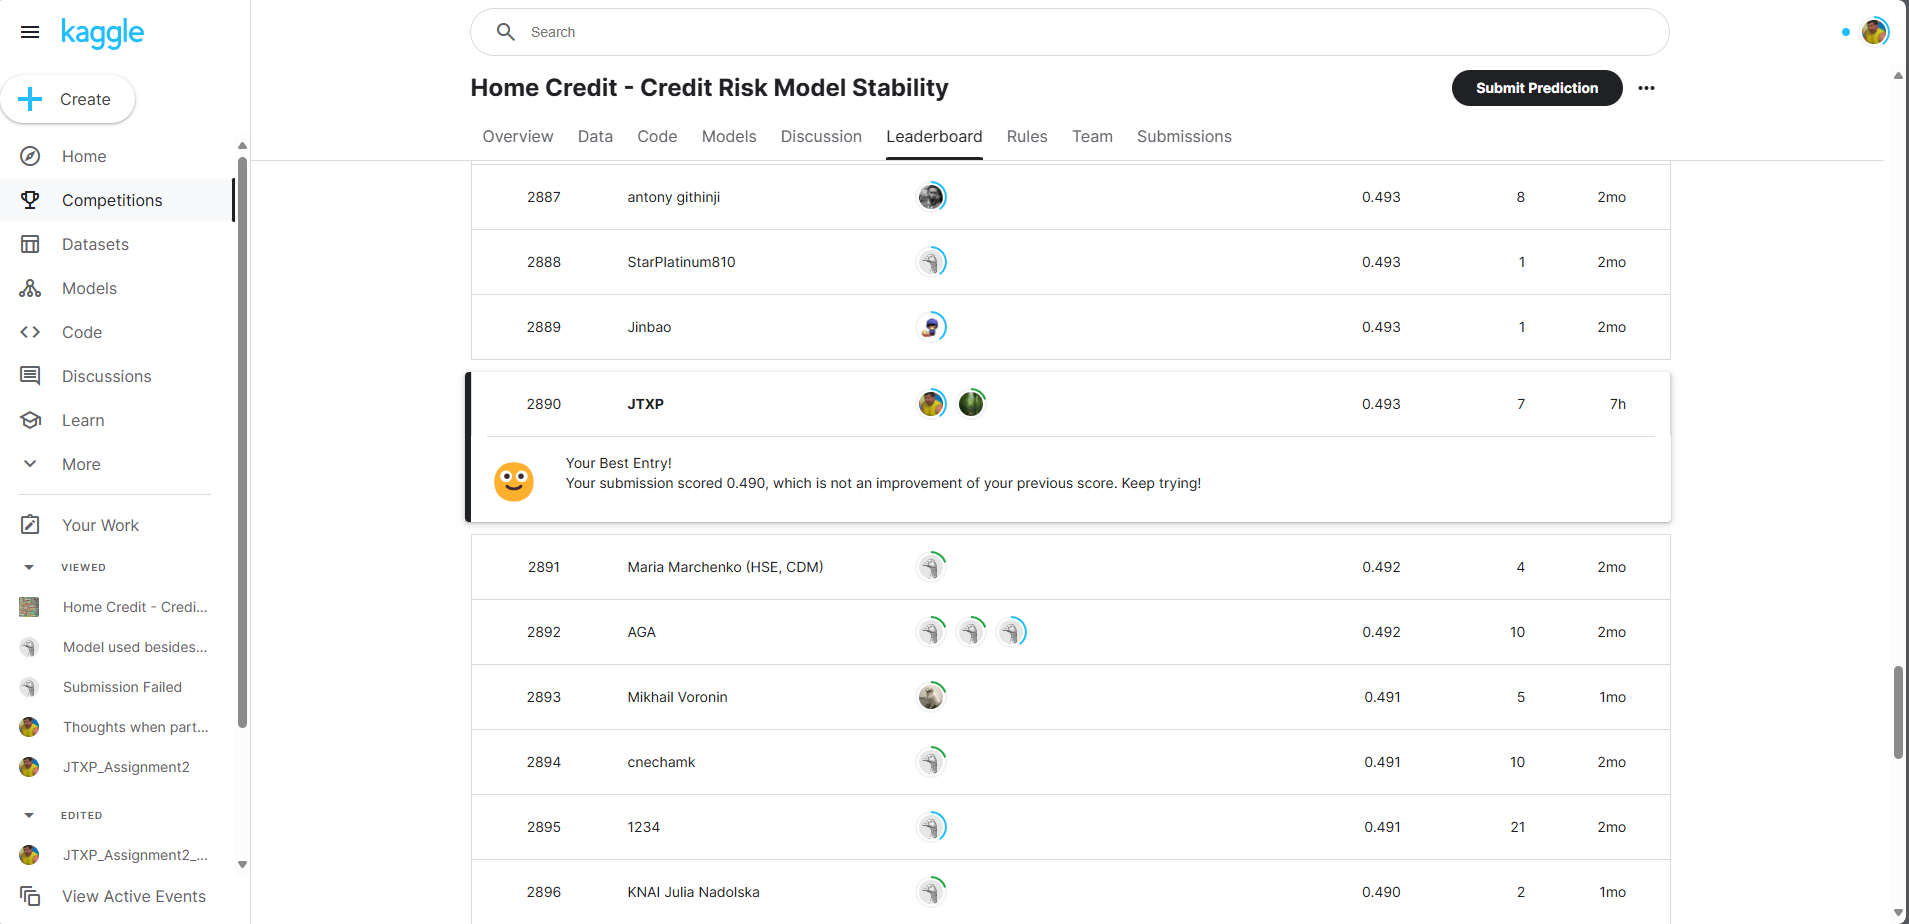 kaggle
Search
Create
Home
Competitions
Datasets
Models
Code
Discussions
Learn
More
Your Work
VIEWED
Home Credit - Credi...
Model used besides...
Submission Failed
Thoughts when part...
JTXP_Assignment2
EDITED
JTXP_Assignment2_...
View Active Events
Home Credit - Credit Risk Model Stability
Submit Prediction
Overview Data Code Models Discussion Leaderboard Rules Team Submissions
2887 antony githinji 0.493 8 2mo
2888 StarPlatinum810 0.493 1 2mo
2889 Jinbao 0.493 1 2mo
2890 JTXP 0.493 7 7h
Your Best Entry!
Your submission scored 0.490, which is not an improvement of your previous score. Keep trying!
2891 Maria Marchenko (HSE, CDM) 0.492 4 2mo
2892 AGA 0.492 10 2mo
2893 Mikhail Voronin 0.491 5 1mo
2894 cnechamk 0.491 10 2mo
2895 1234 0.491 21 2mo
2896 KNAI Julia Nadolska 0.490 2 1mo